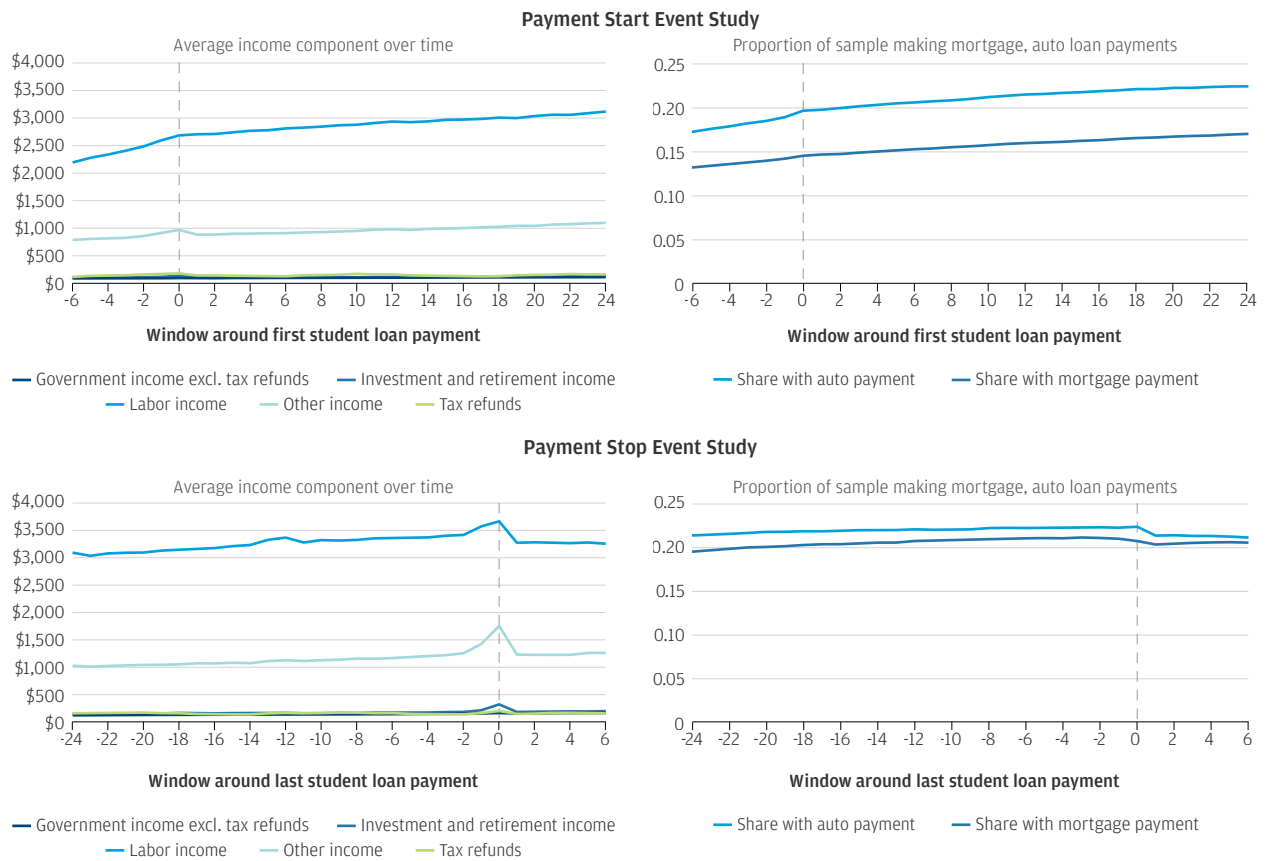 Payment Start Event Study
Average income component over time
$4,000
$3,500
$3,000
$2,500
$2,000
$1,500
$1,000
$500
$0
-6 -4 -2 0 2 4 6 8 10 12 14 16 18 20 22 24
Window around first student loan payment
Government income excl. tax refunds Investment and retirement income
Labor income Other income Tax refunds
Proportion of sample making mortgage, auto loan payments
0.25
0.20
0.15
0.10
0.05
0
-6 -4 -2 0 2 4 6 8 10 12 14 16 18 20 22 24
Window around first student loan payment
Share with auto payment Share with mortgage payment
Payment Stop Event Study
Average income component over time
$4,000
$3,500
$3,000
$2,500
$2,000
$1,500
$1,000
$500
$0
-24 -22 -20 -18 -16 -14 -12 -10 -8 -6 -4 -2 0 2 4 6
Window around last student loan payment
Government income excl. tax refunds Investment and retirement income
Labor income Other income Tax refunds
Proportion of sample making mortgage, auto loan payments
0.25
0.20
0.15
0.10
0.05
0
-24 -22 -20 -18 -16 -14 -12 -10 -8 -6 -4 -2 0 2 4 6
Window around last student loan payment
Share with auto payment Share with mortgage payment